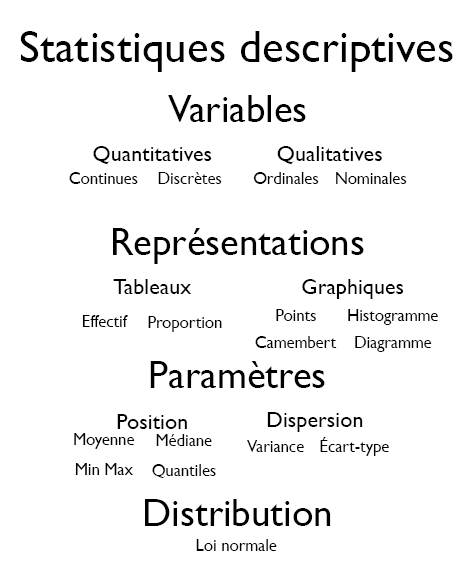 Statistiques descriptives
Variables
Quantitatives Qualitatives
Continues Discrètes Ordinales Nominales
Représentations
Tableaux Graphiques
Effectif Proportion Points Histogramme
Camembert Diagramme
Paramètres
Position Dispersion
Moyenne Médiane Variance Écart-type
Min Max Quantiles
Distribution
Loi normale